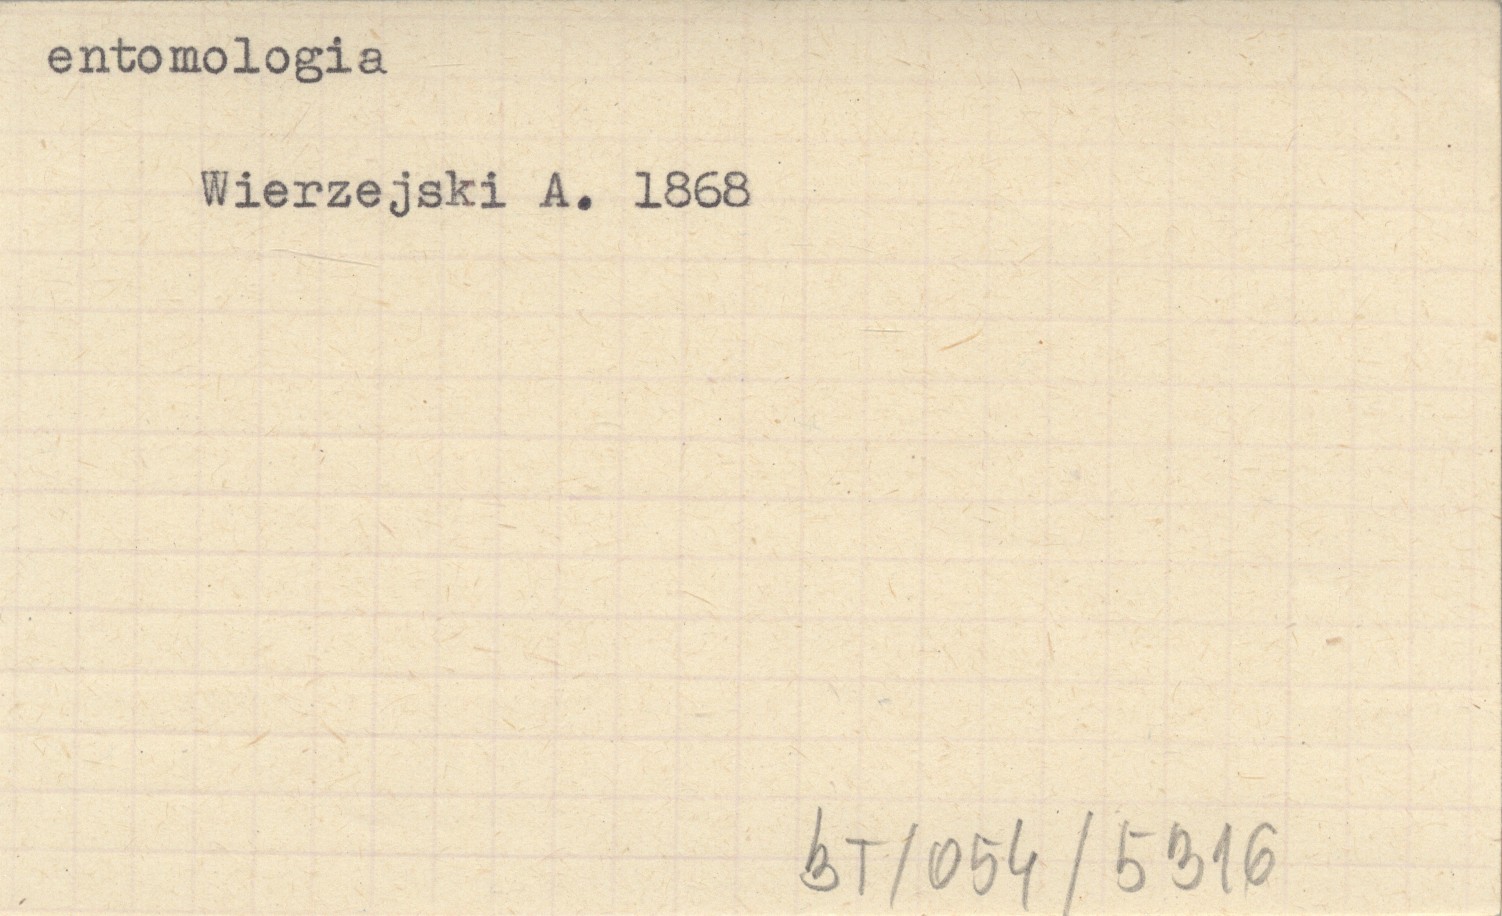 entomologia
Wierzejski A. 1868
BT/054/5316